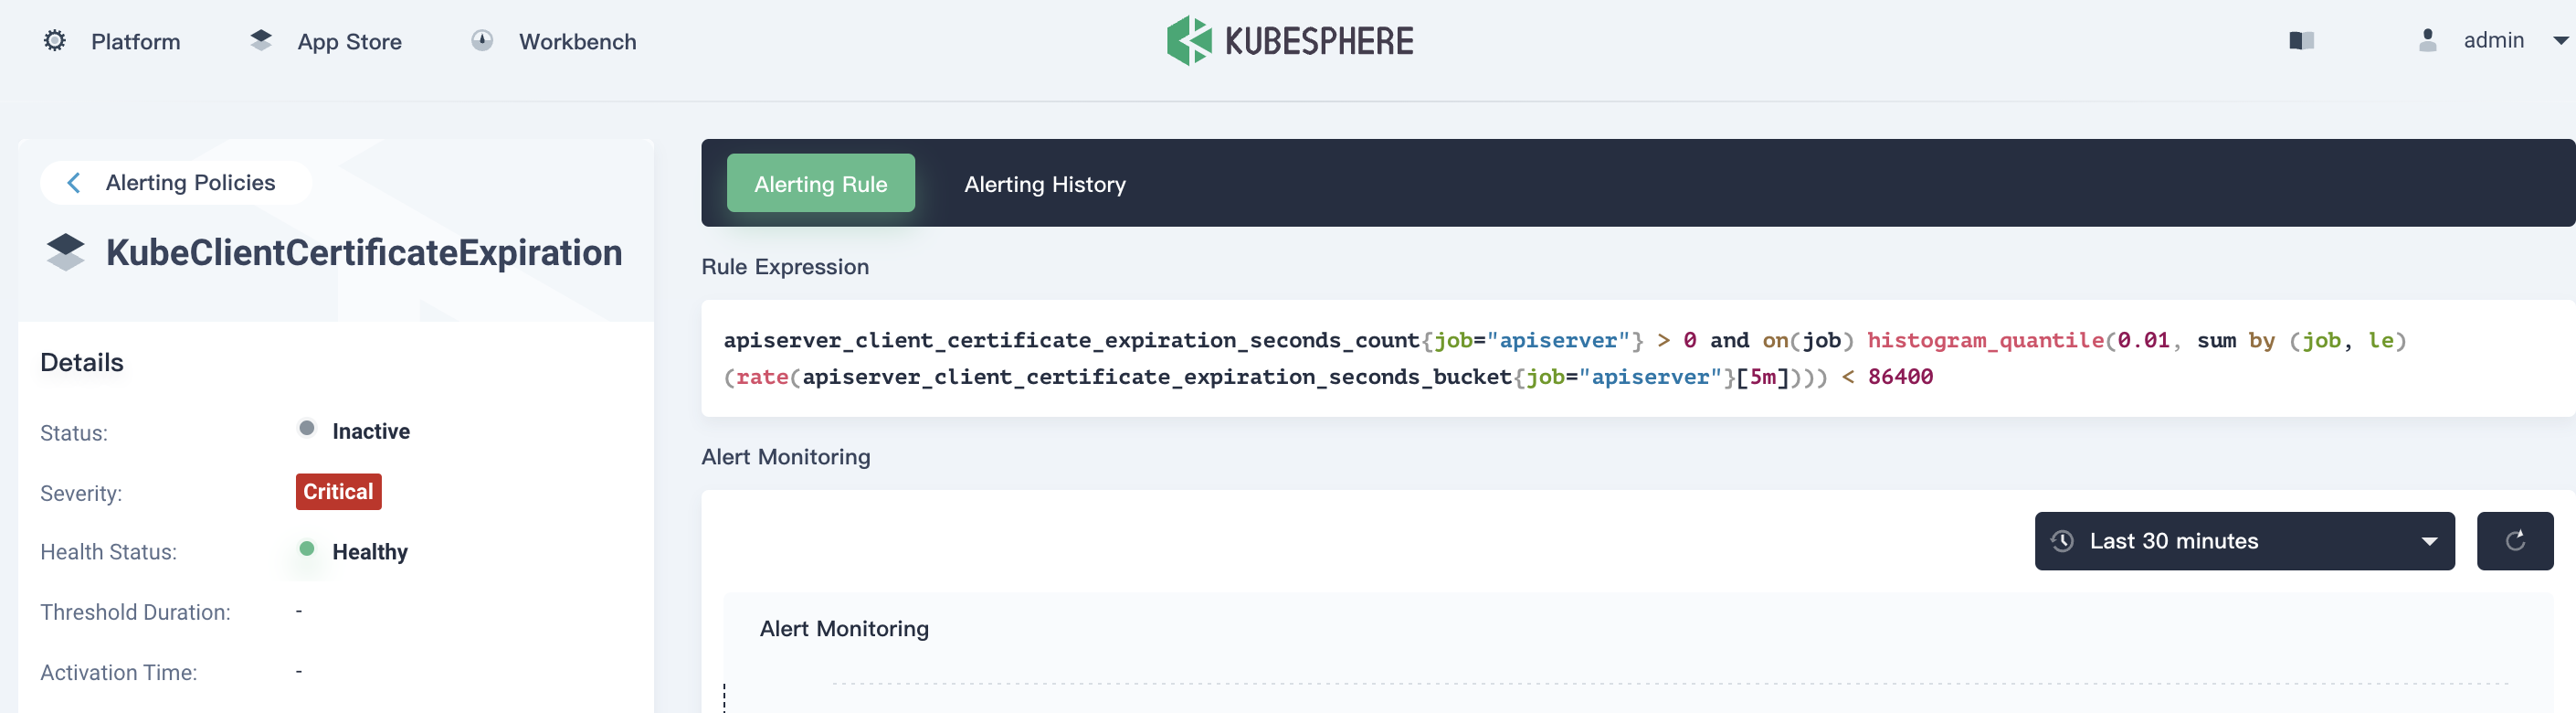 Platform
App Store
Workbench
KUBESPHERE
admin
Alerting Policies
KubeClientCertificateExpiration
Details
Status: Inactive
Severity: Critical
Health Status: Healthy
Threshold Duration: -
Activation Time: -
Alerting Rule
Alerting History
Rule Expression
apiserver_client_certificate_expiration_seconds_count{job="apiserver"} > 0 and on(job) histogram_quantile(0.01, sum by (job, le)
(rate(apiserver_client_certificate_expiration_seconds_bucket{job="apiserver"}[5m]))) < 86400
Alert Monitoring
Last 30 minutes
Alert Monitoring